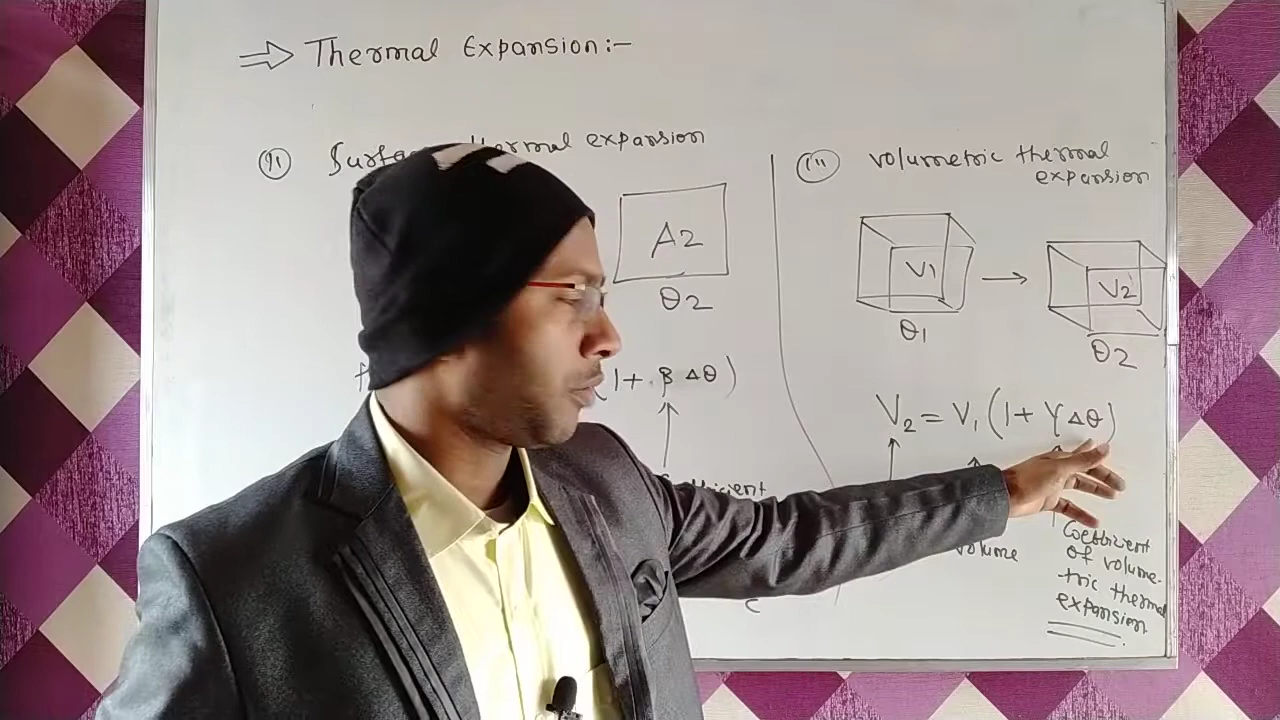 ⇒ Thermal Expansion:-
(ii) thermal expansion
A2
θ2
(1+ β Δθ)
(iii) volumetric thermal
expansion
V1 → V2
θ1
θ2
V2 = V1 (1+ γ Δθ)
volume
Coefficient
of volume-
tric thermal
expansion.